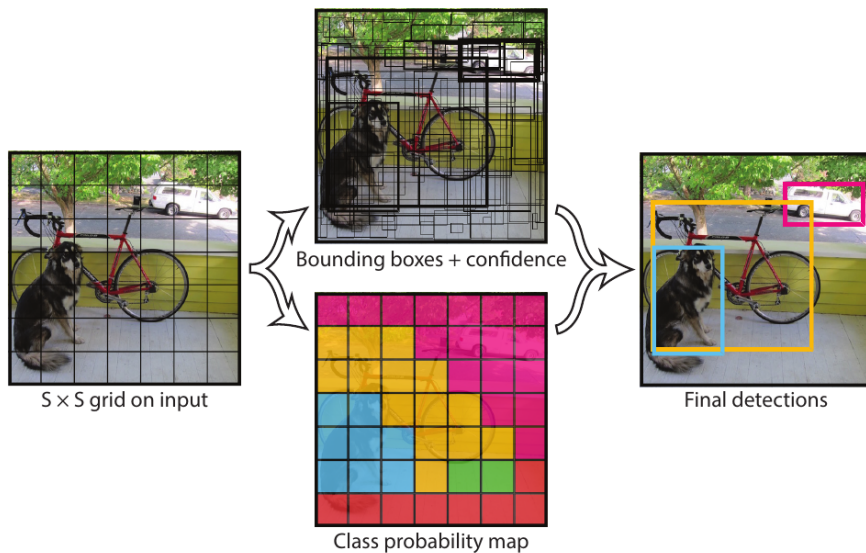 S × S grid on input
Bounding boxes + confidence
Class probability map
Final detections